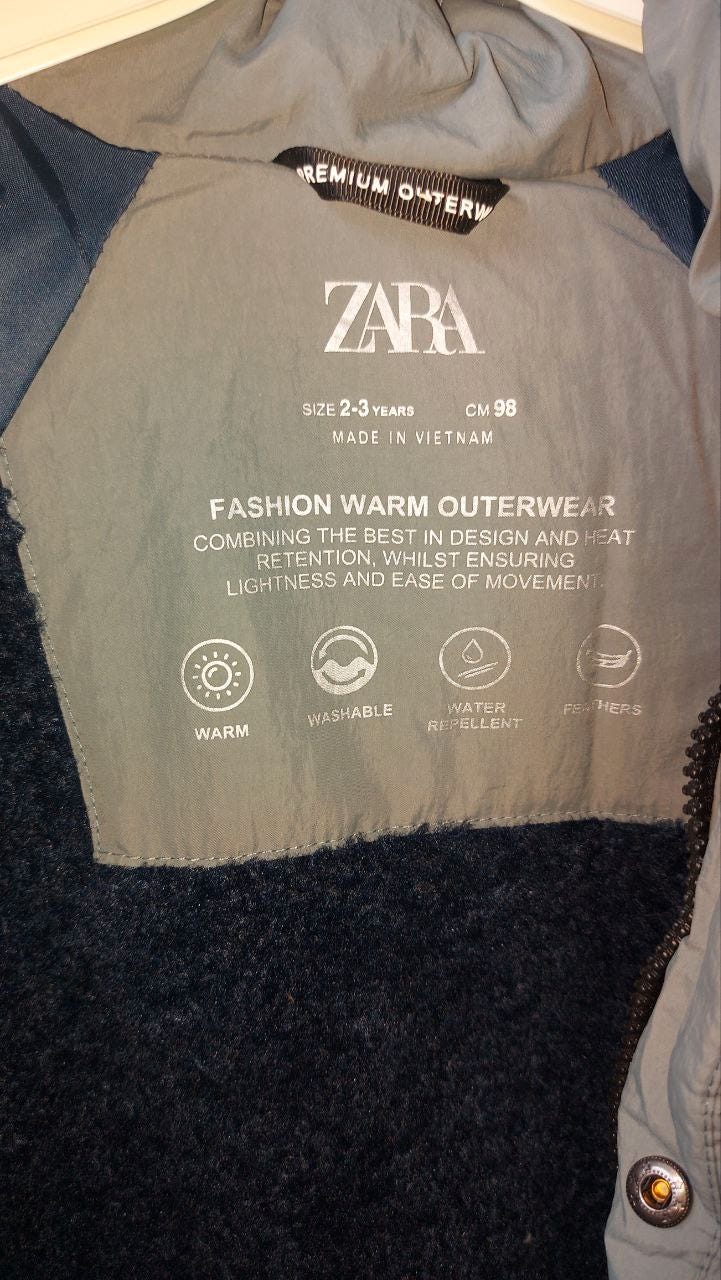 PREMIUM OUTERW
ZARA
SIZE 2-3 YEARS CM 98
MADE IN VIETNAM
FASHION WARM OUTERWEAR
COMBINING THE BEST IN DESIGN AND HEAT
RETENTION, WHILST ENSURING
LIGHTNESS AND EASE OF MOVEMENT.
WARM
WASHABLE
WATER
REPELLENT
FEATHERS